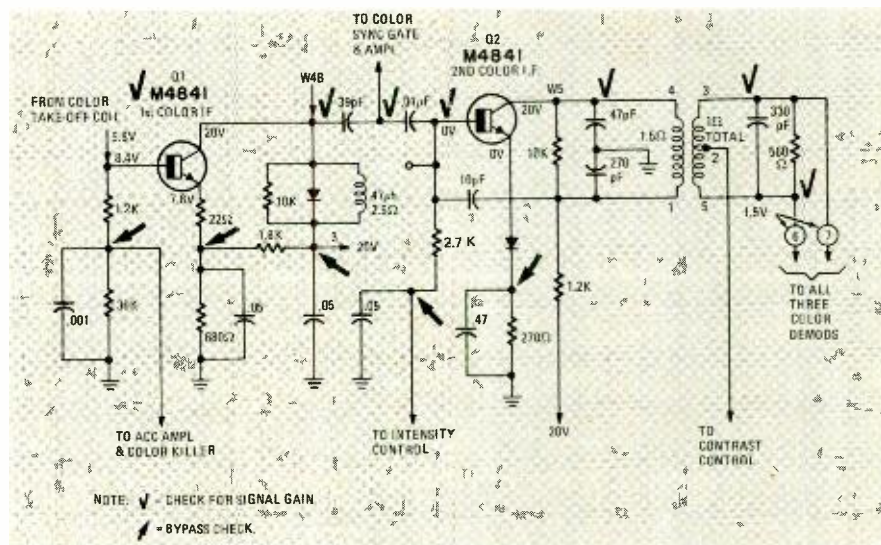 TO COLOR
SYNC GATE
& AMPL
Q2
M4841
2ND COLOR I.F.
Q1
M4841
1st COLOR IF
FROM COLOR
TAKE-OFF COIL
W4B
39pF
.01µF
W5
20V
0V
20V
0V
5.8V
8.4V
7.8V
47pF
270
pF
10K
1.5Ω
4
1
3
2
5
TOTAL
330
pF
560
Ω
1.5V
6
7
TO ALL
THREE
COLOR
DEMODS
1.2K
22Ω
10K
47µh
2.5Ω
10pF
1.8K
3
20V
2.7K
.001
36K
680Ω
.05
.05
.05
.47
270Ω
1.2K
20V
TO ACC AMPL
& COLOR KILLER
TO INTENSITY
CONTROL
TO
CONTRAST
CONTROL
NOTE: √ - CHECK FOR SIGNAL GAIN
= BYPASS CHECK.